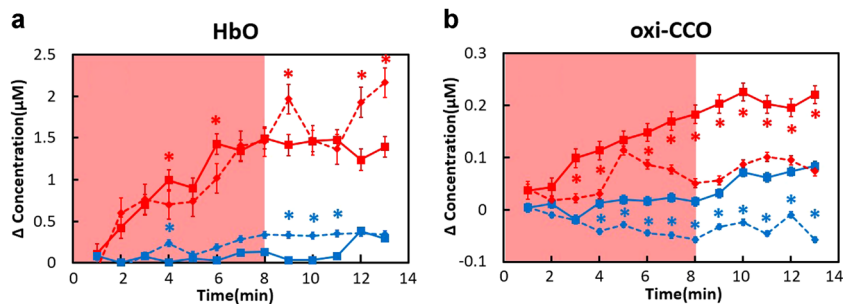 a
HbO
Δ Concentration(μM)
2.5
2
1.5
1
0.5
0
0 2 4 6 8 10 12 14
Time(min)
* * * * *
* * * *
b
oxi-CCO
Δ Concentration(μM)
0.3
0.2
0.1
0
-0.1
0 2 4 6 8 10 12 14
Time(min)
* * * * * * * * * *
* * * * * * * * * *